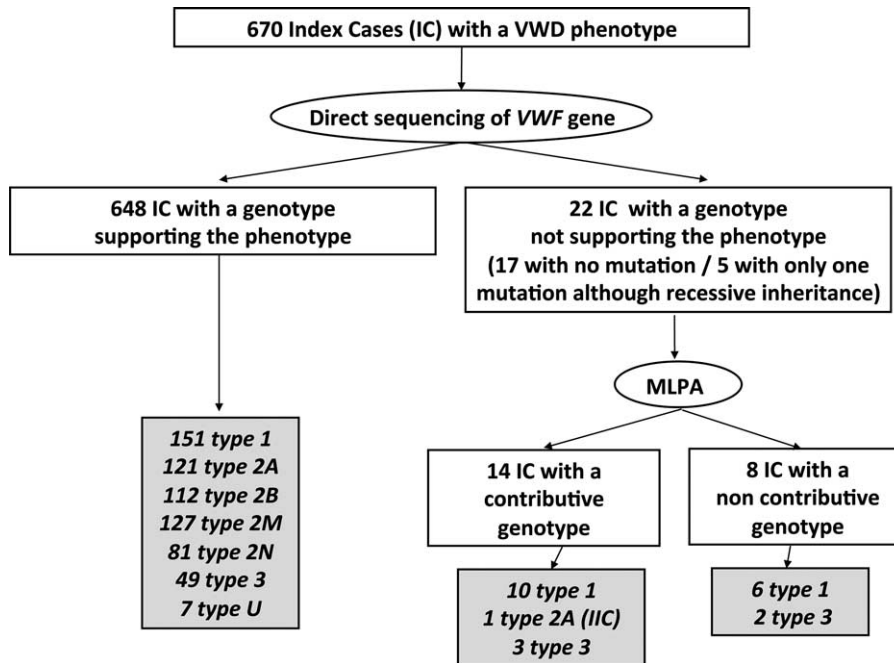 670 Index Cases (IC) with a VWD phenotype
Direct sequencing of VWF gene
648 IC with a genotype
supporting the phenotype
22 IC with a genotype
not supporting the phenotype
(17 with no mutation / 5 with only one
mutation although recessive inheritance)
MLPA
151 type 1
121 type 2A
112 type 2B
127 type 2M
81 type 2N
49 type 3
7 type U
14 IC with a
contributive
genotype
8 IC with a
non contributive
genotype
10 type 1
1 type 2A (IIC)
3 type 3
6 type 1
2 type 3